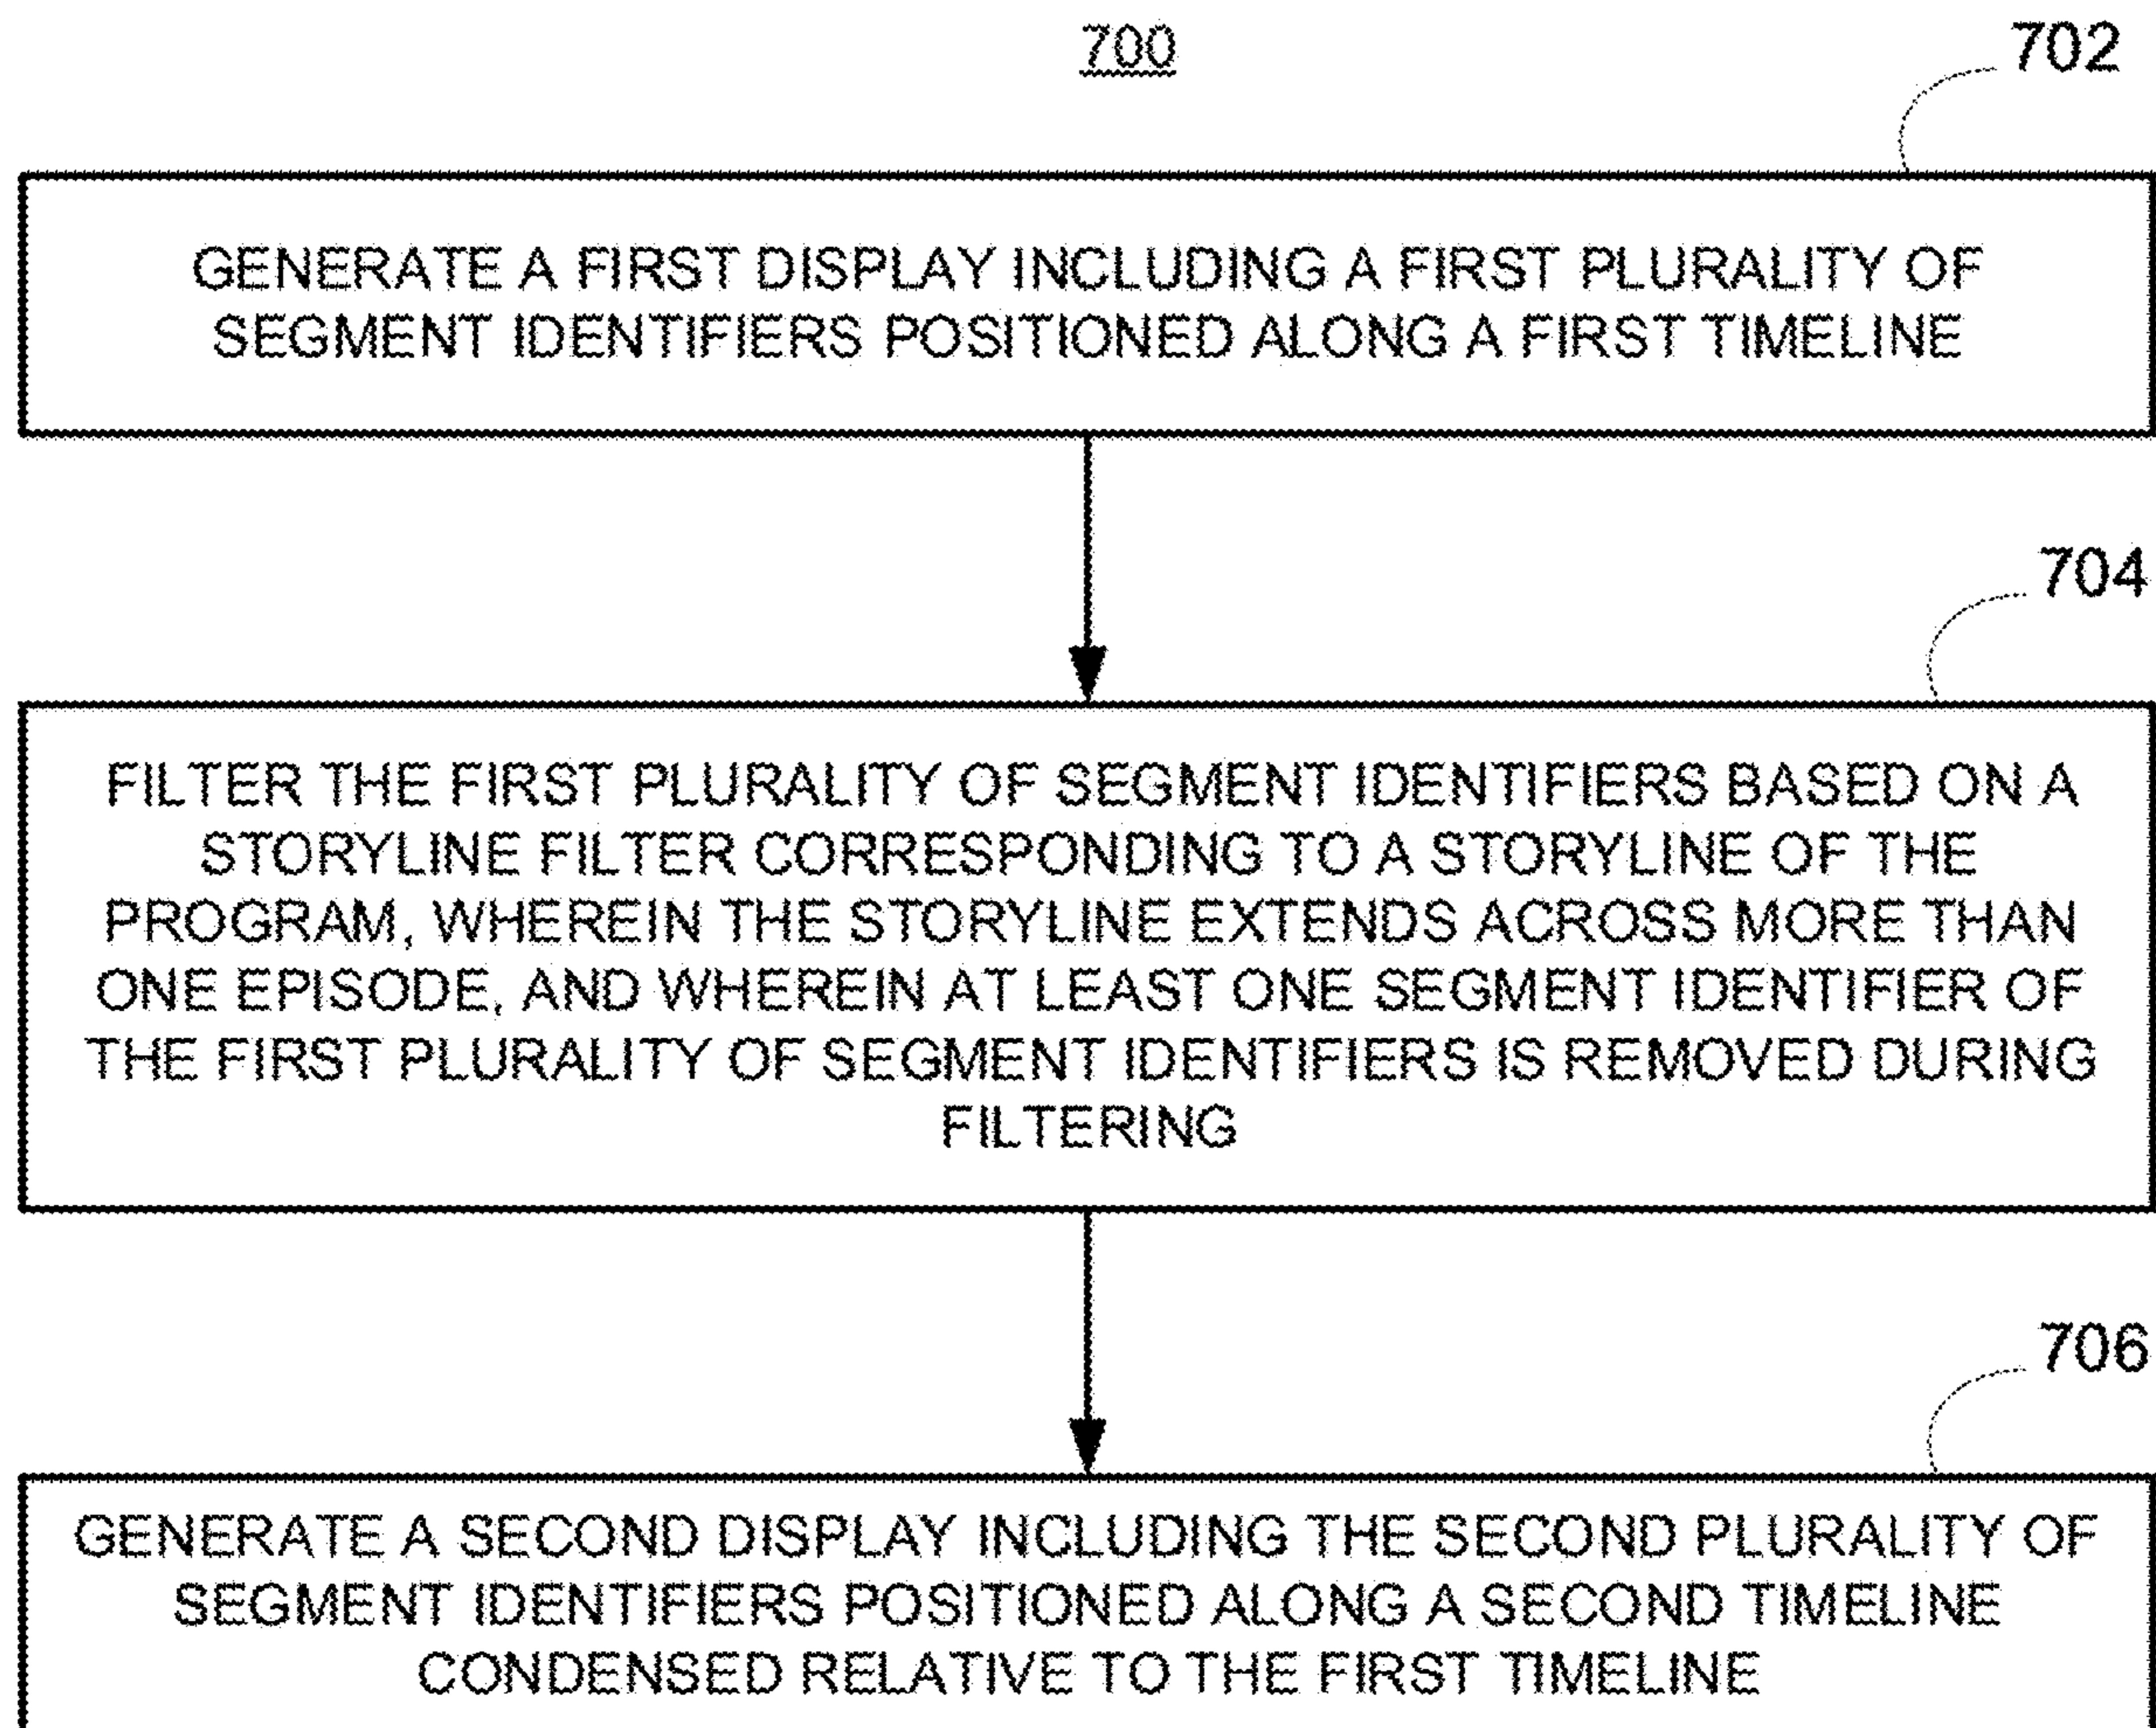 700
702
GENERATE A FIRST DISPLAY INCLUDING A FIRST PLURALITY OF
SEGMENT IDENTIFIERS POSITIONED ALONG A FIRST TIMELINE
704
FILTER THE FIRST PLURALITY OF SEGMENT IDENTIFIERS BASED ON A
STORYLINE FILTER CORRESPONDING TO A STORYLINE OF THE
PROGRAM, WHEREIN THE STORYLINE EXTENDS ACROSS MORE THAN
ONE EPISODE, AND WHEREIN AT LEAST ONE SEGMENT IDENTIFIER OF
THE FIRST PLURALITY OF SEGMENT IDENTIFIERS IS REMOVED DURING
FILTERING
706
GENERATE A SECOND DISPLAY INCLUDING THE SECOND PLURALITY OF
SEGMENT IDENTIFIERS POSITIONED ALONG A SECOND TIMELINE
CONDENSED RELATIVE TO THE FIRST TIMELINE